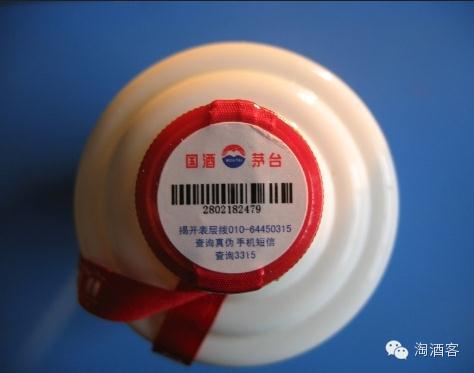 国酒 MOUTAI 茅台
2802182479
揭开表层拨010-64450315
查询真伪 手机短信
查询3315
淘酒客